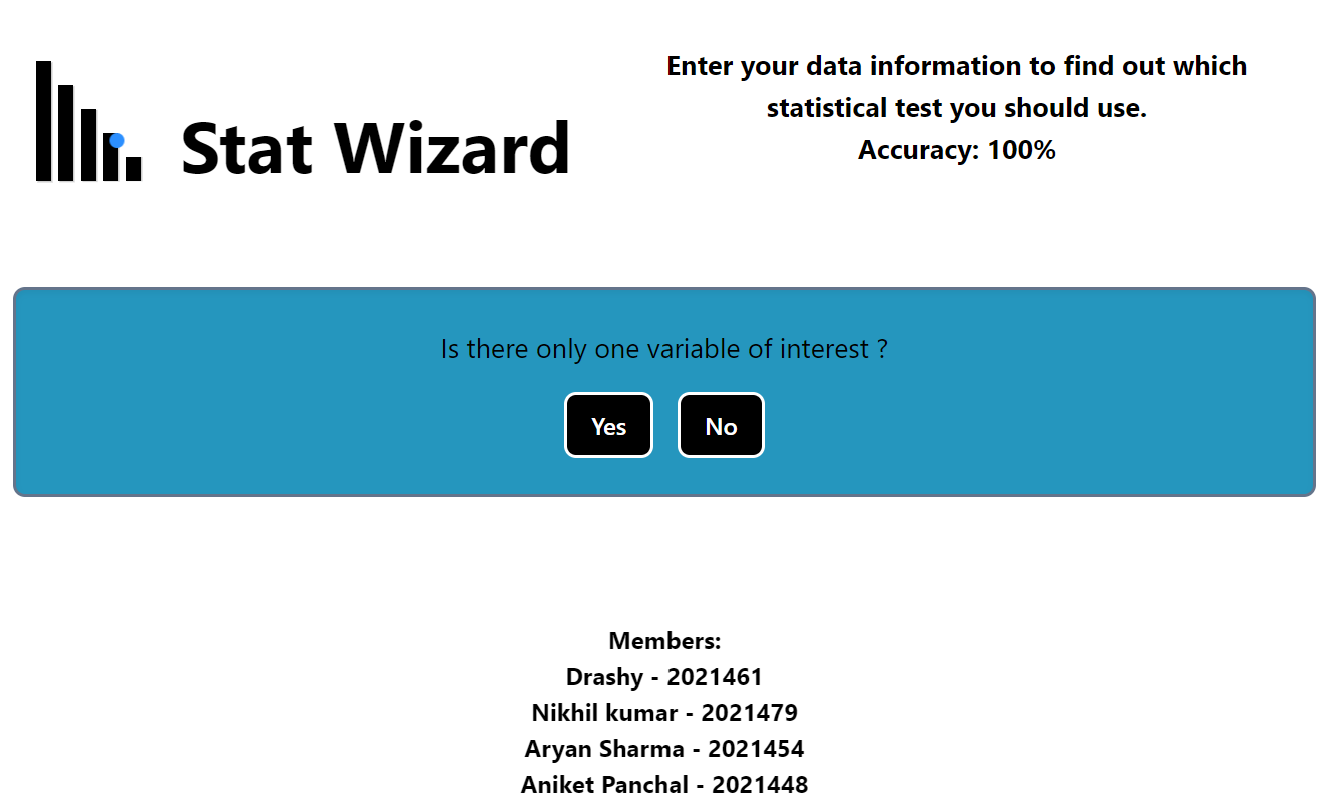 Stat Wizard
Enter your data information to find out which
statistical test you should use.
Accuracy: 100%
Is there only one variable of interest ?
Yes
No
Members:
Drashy - 2021461
Nikhil kumar - 2021479
Aryan Sharma - 2021454
Aniket Panchal - 2021448